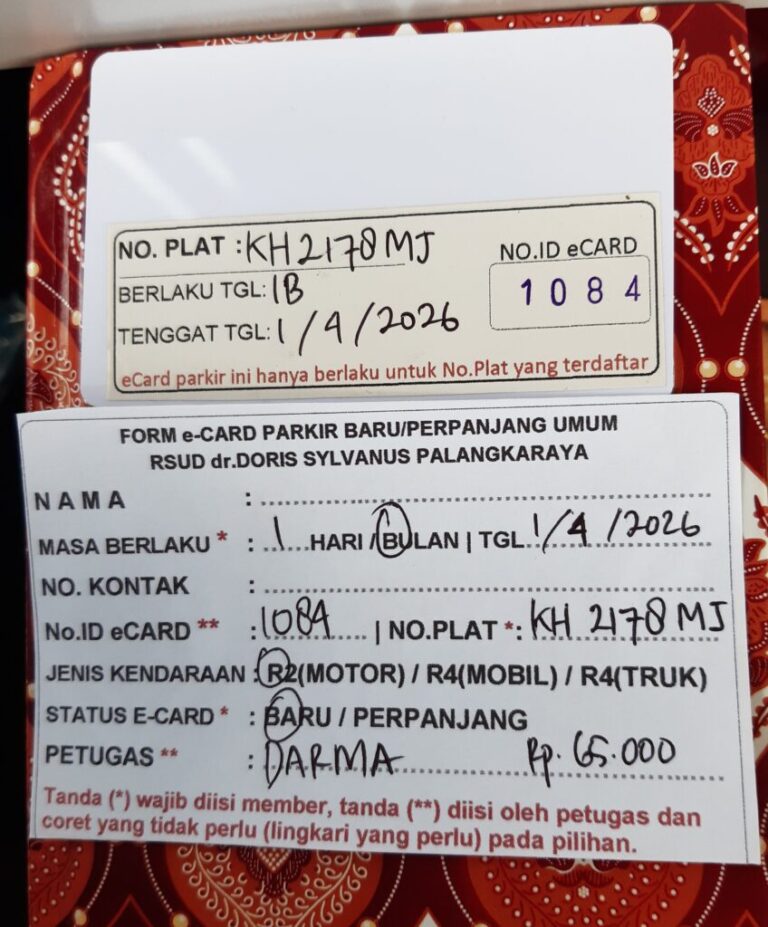 NO. PLAT : KH 2178 MJ
NO.ID eCARD
BERLAKU TGL: 1B
1084
TENGGAT TGL: 1/4/2026
eCard parkir ini hanya berlaku untuk No.Plat yang terdaftar
FORM e-CARD PARKIR BARU/PERPANJANG UMUM
RSUD dr.DORIS SYLVANUS PALANGKARAYA
NAMA :
MASA BERLAKU * : 1 HARI / BULAN | TGL 1/4/2026
NO. KONTAK :
No.ID eCARD ** : 1084 | NO.PLAT *: KH 2178 MJ
JENIS KENDARAAN : R2(MOTOR) / R4(MOBIL) / R4(TRUK)
STATUS E-CARD * : BARU / PERPANJANG
PETUGAS ** : DARMA Rp. 65.000
Tanda (*) wajib diisi member, tanda (**) diisi oleh petugas dan
coret yang tidak perlu (lingkari yang perlu) pada pilihan.